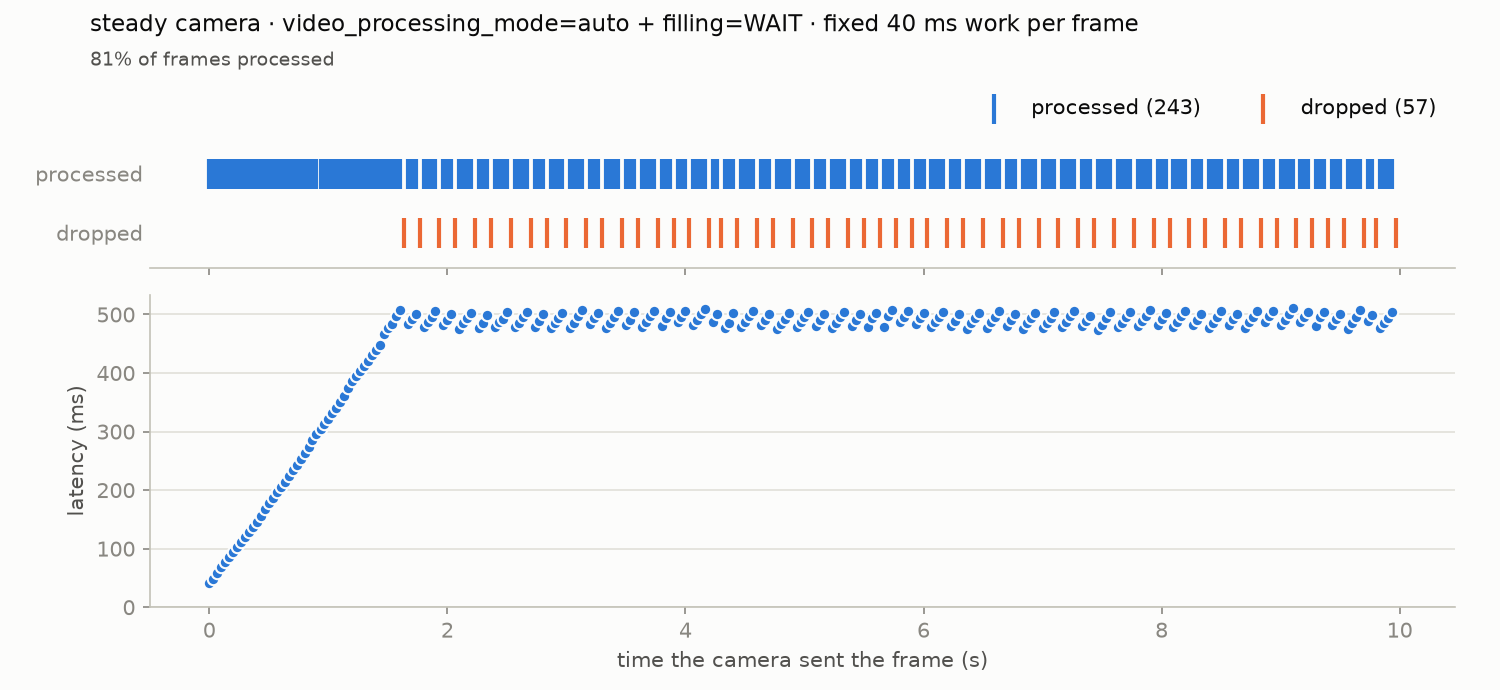 steady camera · video_processing_mode=auto + filling=WAIT · fixed 40 ms work per frame
81% of frames processed
processed (243)
dropped (57)
processed
dropped
500
400
300
200
100
0
latency (ms)
0 2 4 6 8 10
time the camera sent the frame (s)